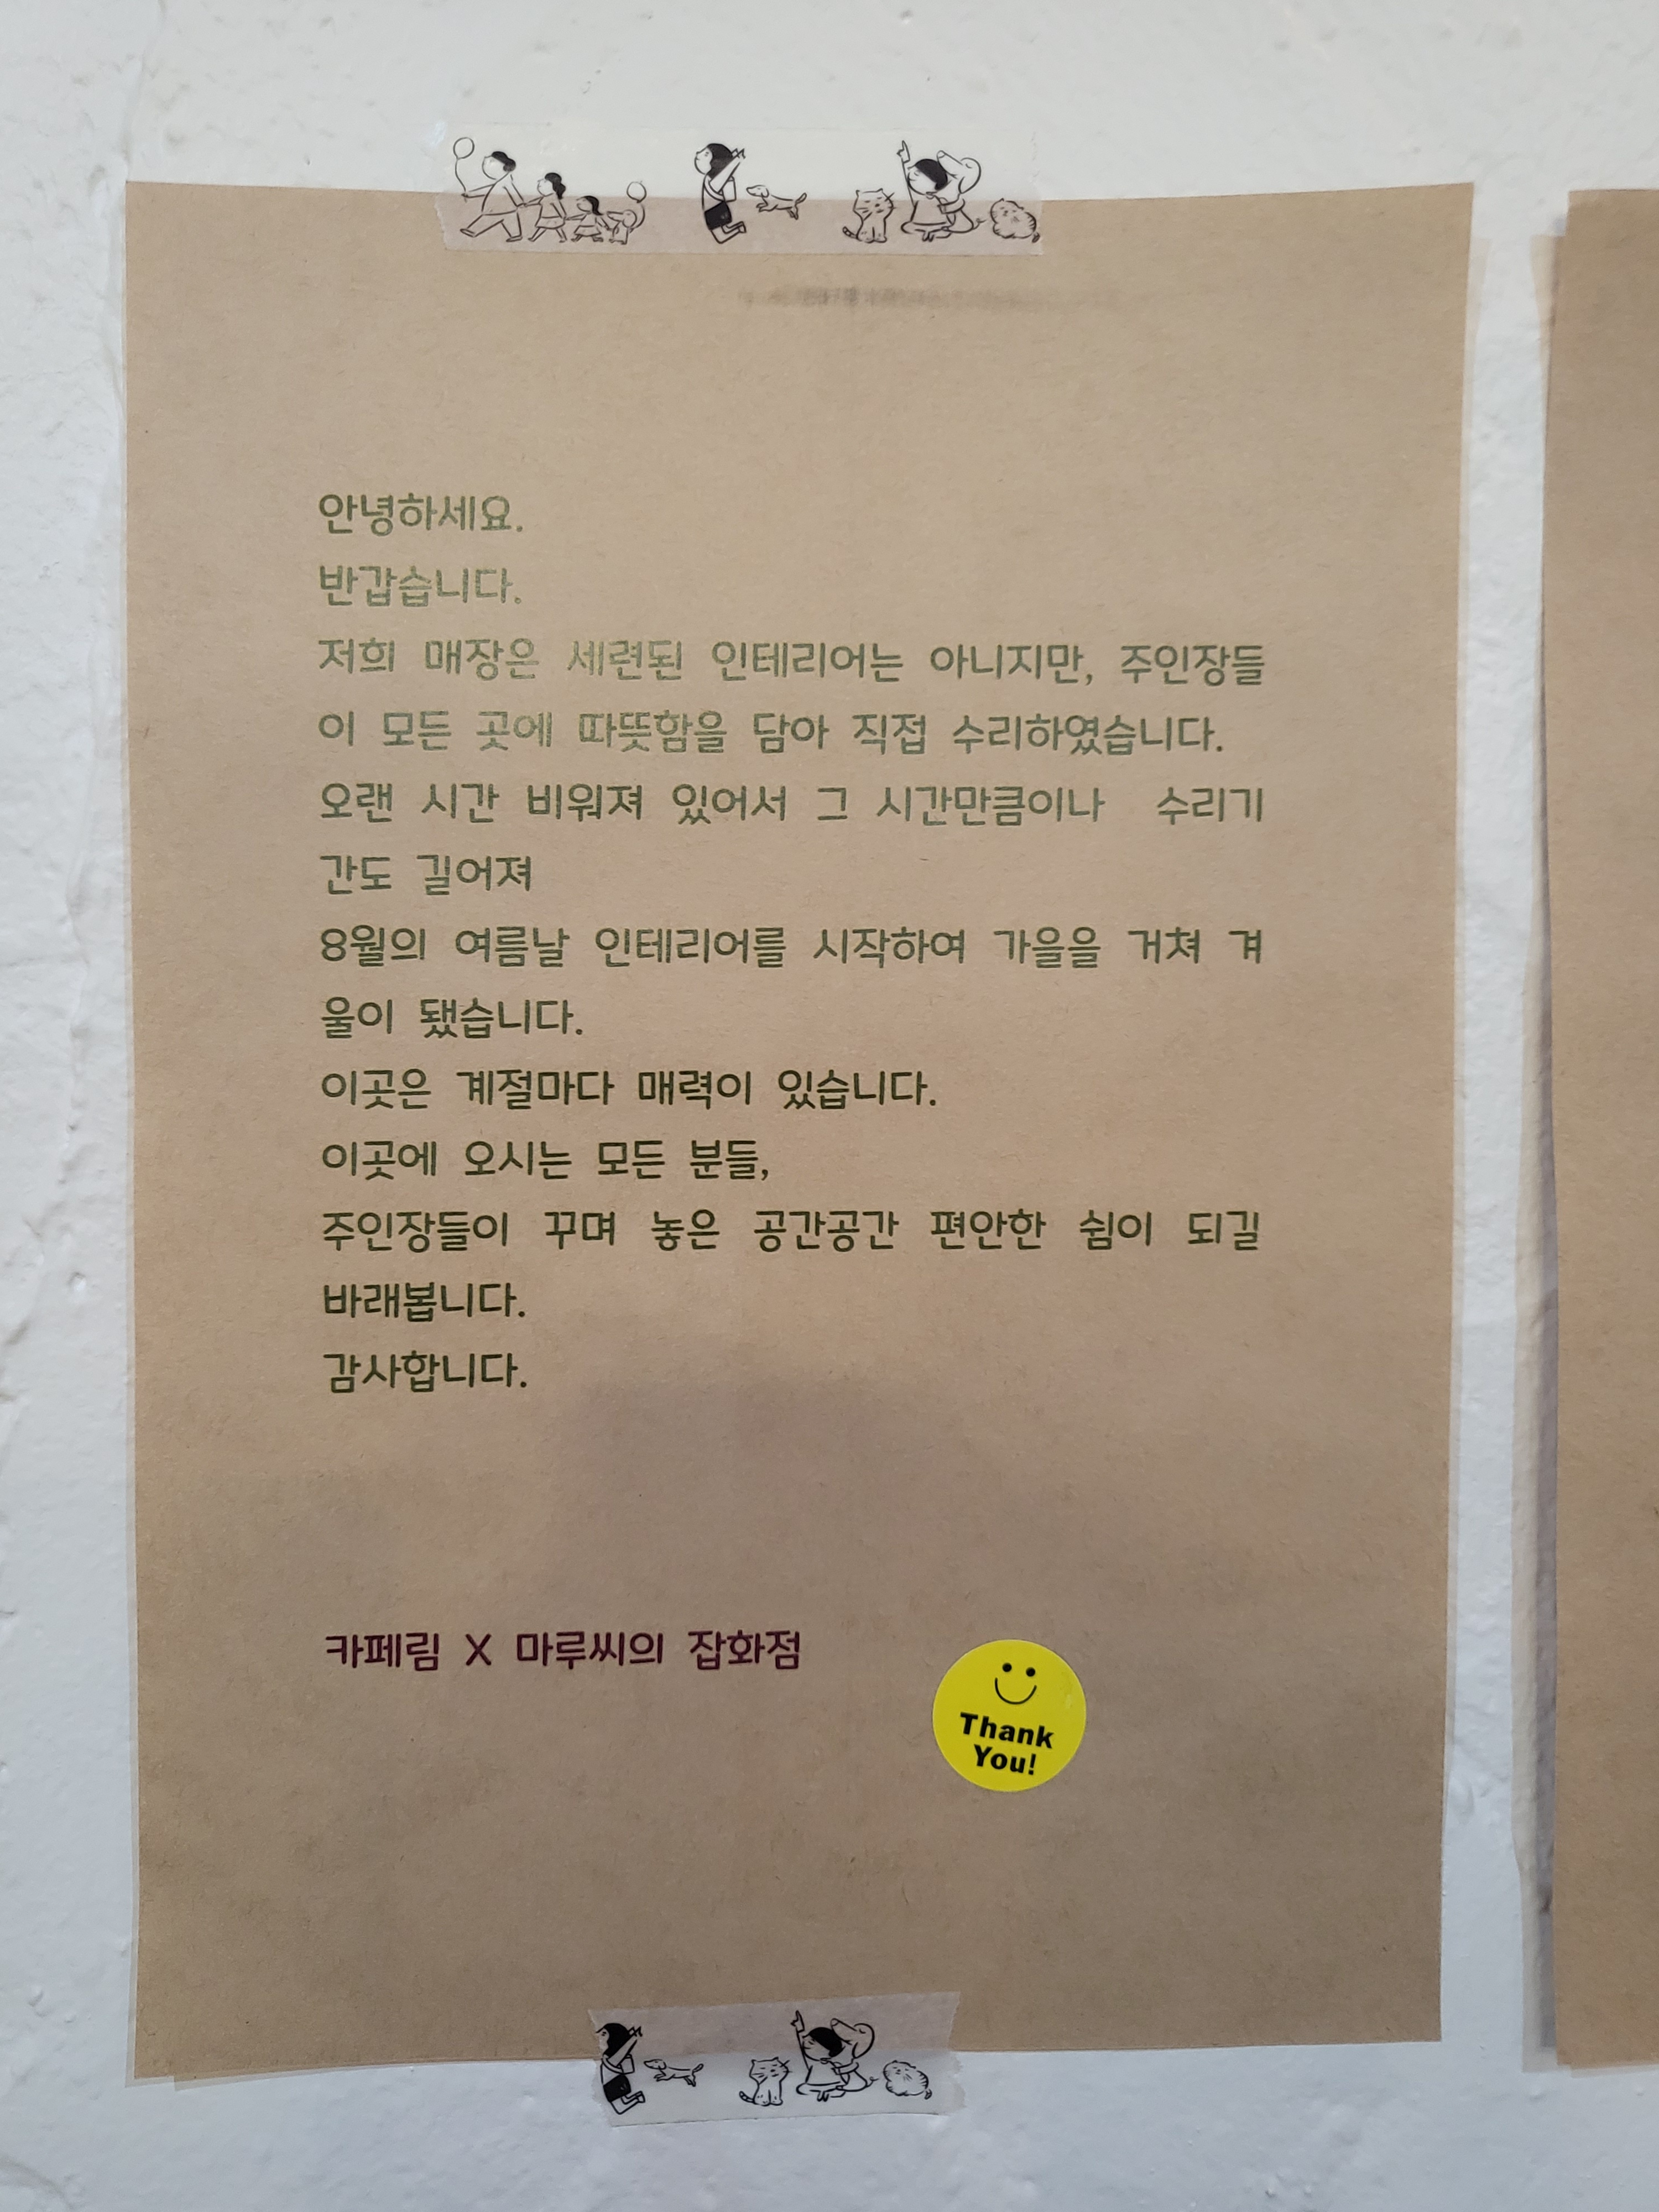 안녕하세요.
반갑습니다.
저희 매장은 세련된 인테리어는 아니지만, 주인장들
이 모든 곳에 따뜻함을 담아 직접 수리하였습니다.
오랜 시간 비워져 있어서 그 시간만큼이나 수리기
간도 길어져
8월의 여름날 인테리어를 시작하여 가을을 거쳐 겨
울이 됐습니다.
이곳은 계절마다 매력이 있습니다.
이곳에 오시는 모든 분들,
주인장들이 꾸며 놓은 공간공간 편안한 쉼이 되길
바래봅니다.
감사합니다.
카페림 X 마루씨의 잡화점
Thank
You!